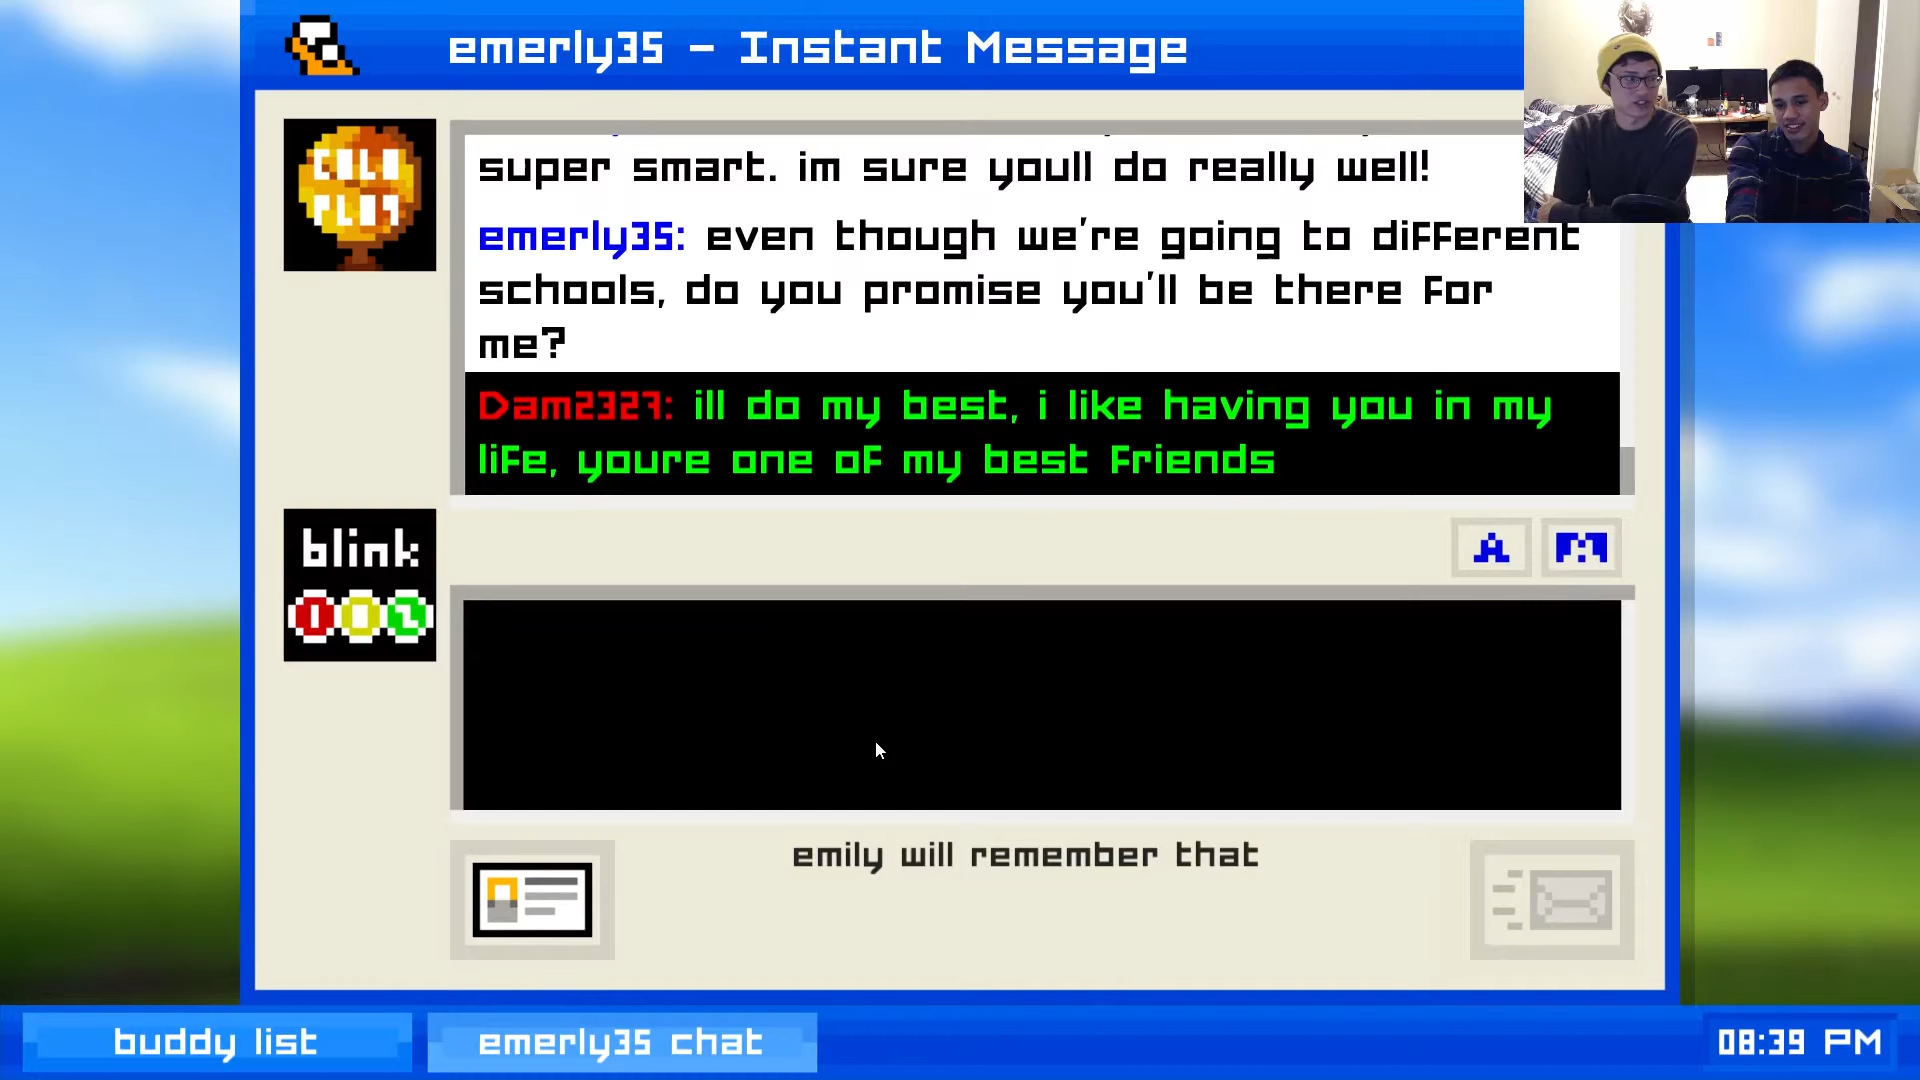 emerly35 - Instant Message
COLD
PLAY
super smart. im sure youll do really well!
emerly35: even though we're going to different
schools, do you promise you'll be there for
me?
Dam2327: ill do my best, i like having you in my
life, youre one of my best friends
blink
182
A
emily will remember that
buddy list
emerly35 chat
08:39 PM